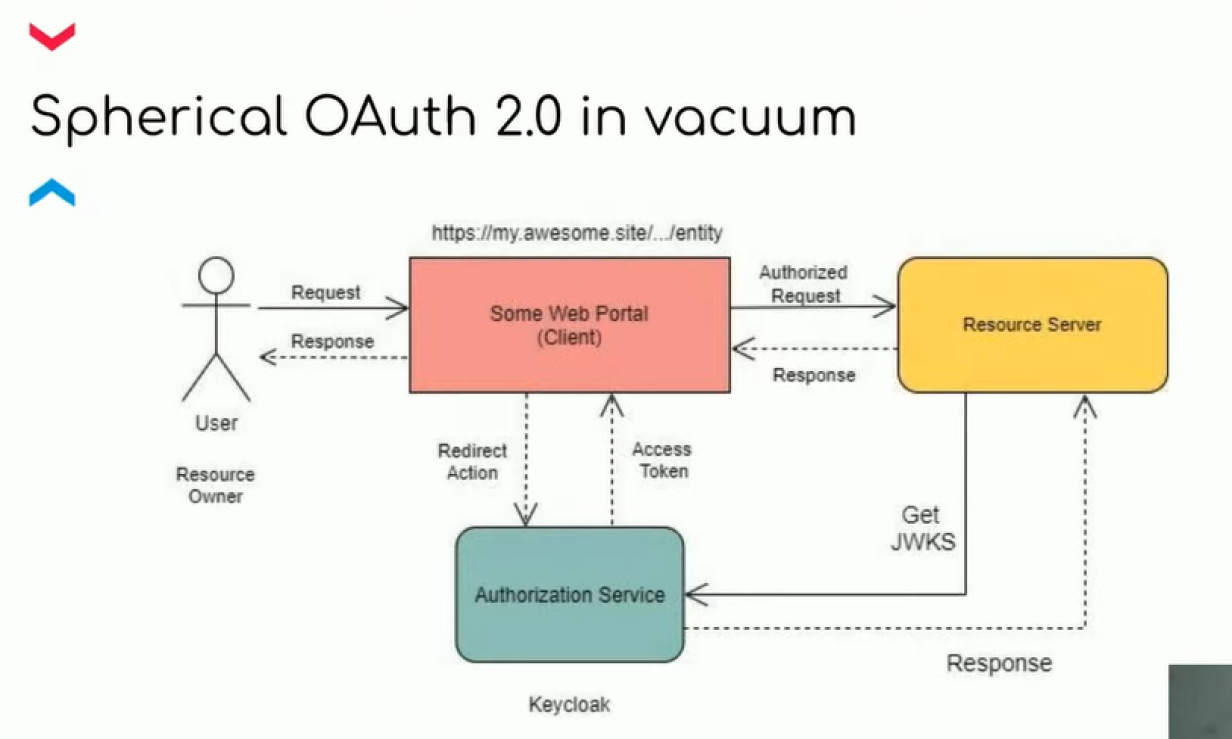 Spherical OAuth 2.0 in vacuum
https://my.awesome.site/.../entity
Request
Response
User
Resource
Owner
Some Web Portal
(Client)
Authorized
Request
Response
Resource Server
Redirect
Action
Access
Token
Get
JWKS
Authorization Service
Response
Keycloak